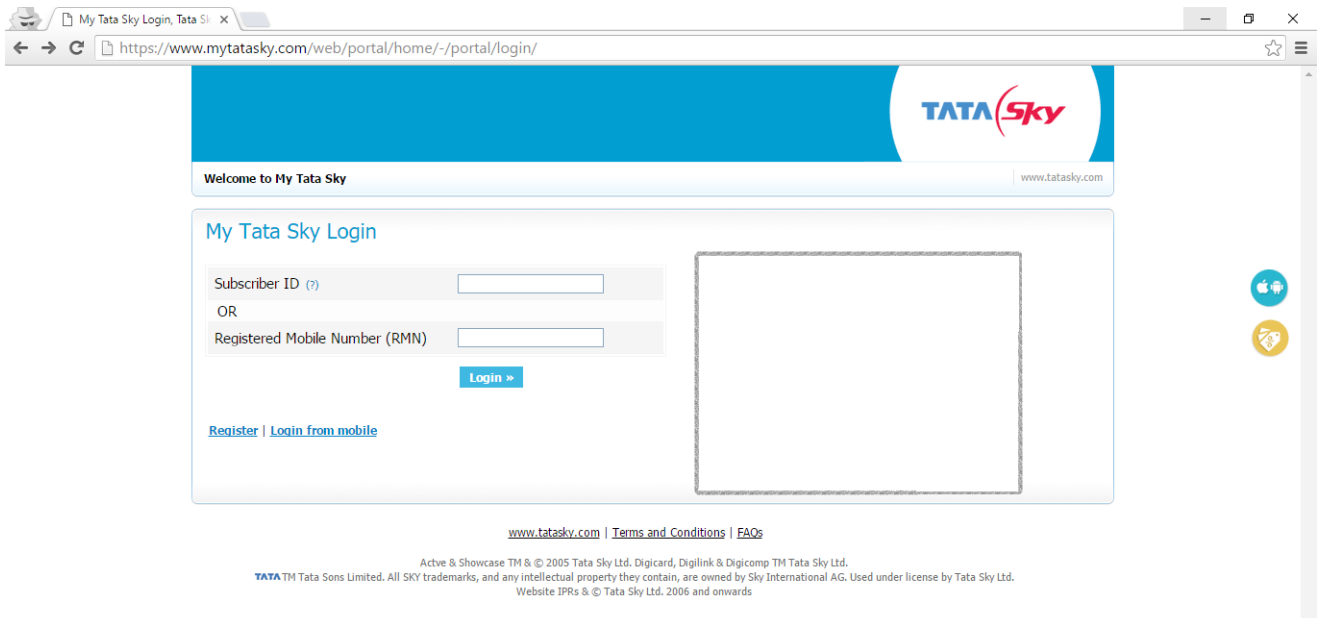 My Tata Sky Login, Tata Sk
https://www.mytatasky.com/web/portal/home/-/portal/login/
TATA Sky
Welcome to My Tata Sky
www.tatasky.com
My Tata Sky Login
Subscriber ID (?)
OR
Registered Mobile Number (RMN)
Login »
Register | Login from mobile
www.tatasky.com | Terms and Conditions | FAQs
Actve & Showcase TM & © 2005 Tata Sky Ltd. Digicard, Digilink & Digicomp TM Tata Sky Ltd.
TATA TM Tata Sons Limited. All SKY trademarks, and any intellectual property they contain, are owned by Sky International AG. Used under license by Tata Sky Ltd.
Website IPRs & © Tata Sky Ltd. 2006 and onwards